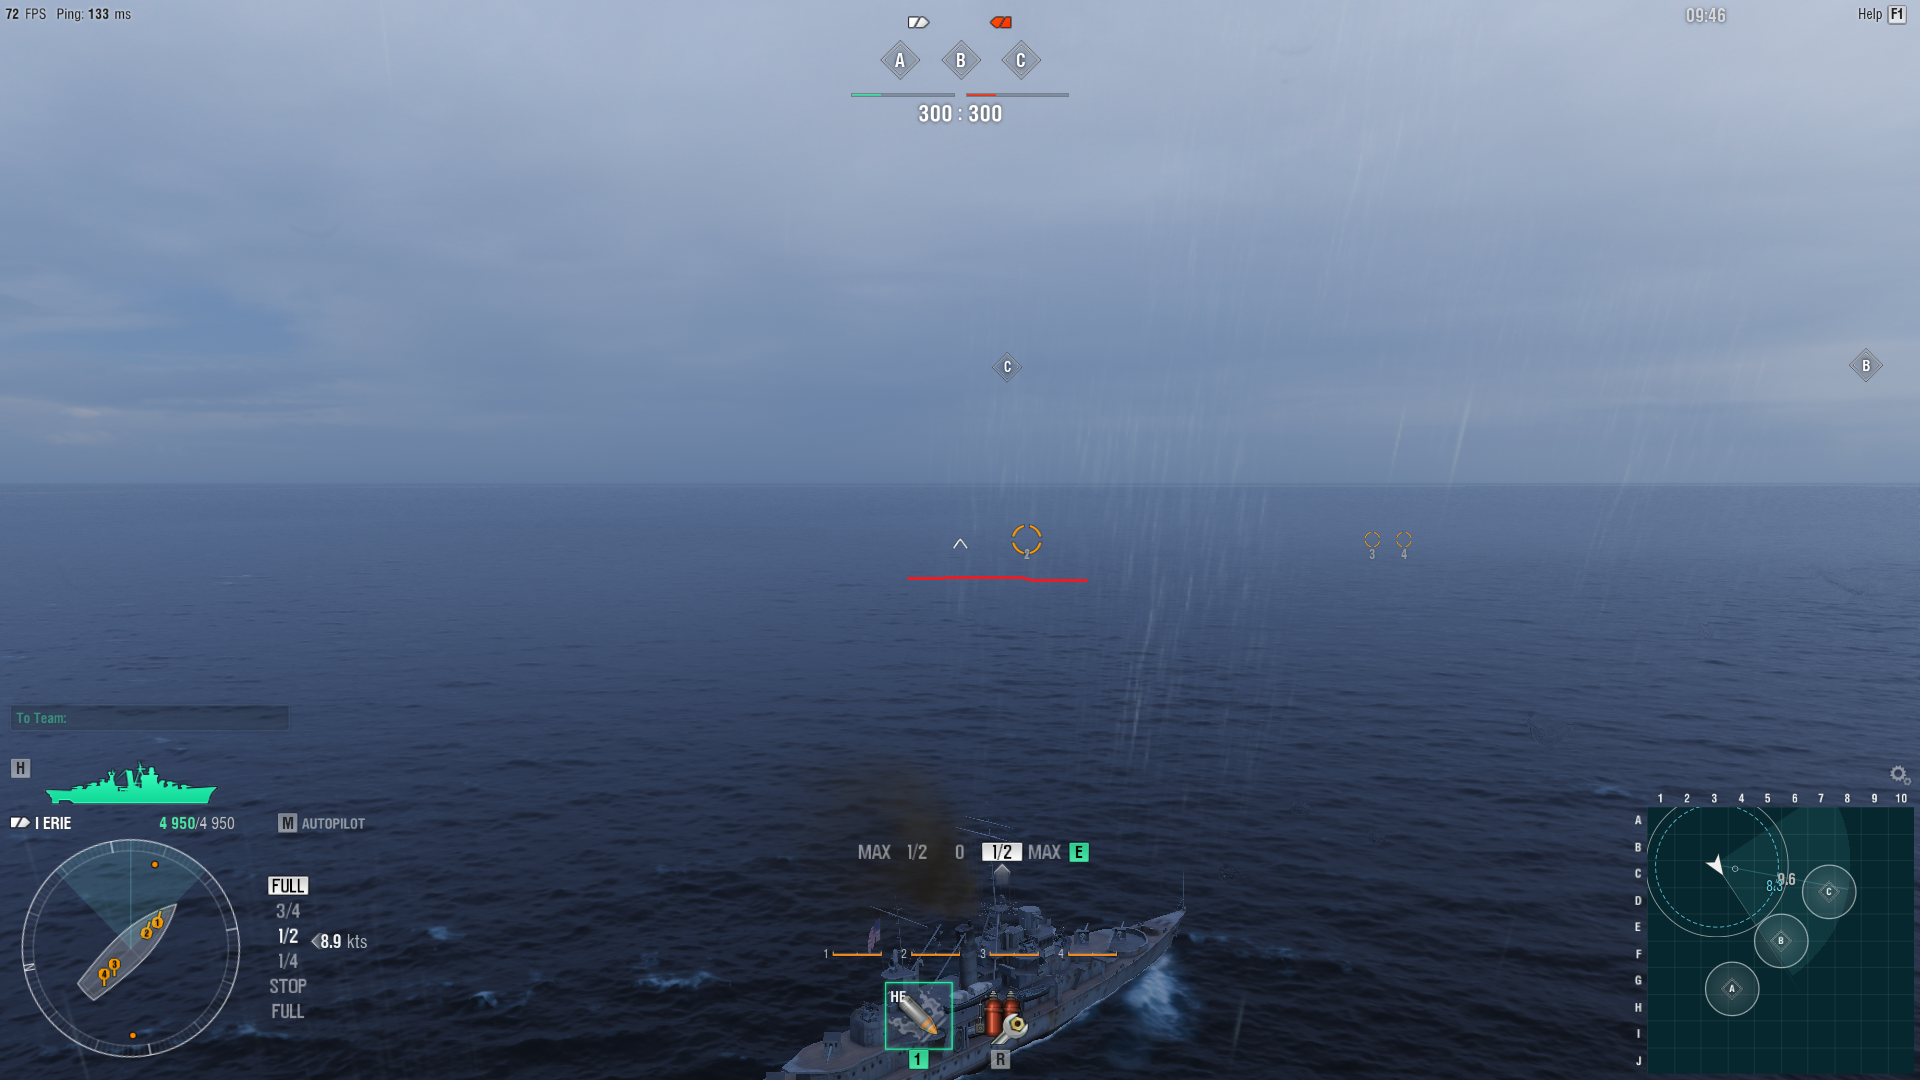 72 FPS Ping: 133 ms
09:46
Help F1
A B C
300 : 300
C
B
2
3 4
To Team:
H
I ERIE 4 950/4 950
M AUTOPILOT
MAX 1/2 0 1/2 MAX E
FULL
3/4
1/2 8.9 kts
1/4
STOP
FULL
1 2 3 4
N
1
2
3
4
HE
1 R
1 2 3 4 5 6 7 8 9 10
A
B
C
D
E
F
G
H
I
J
9.6
C
B
A